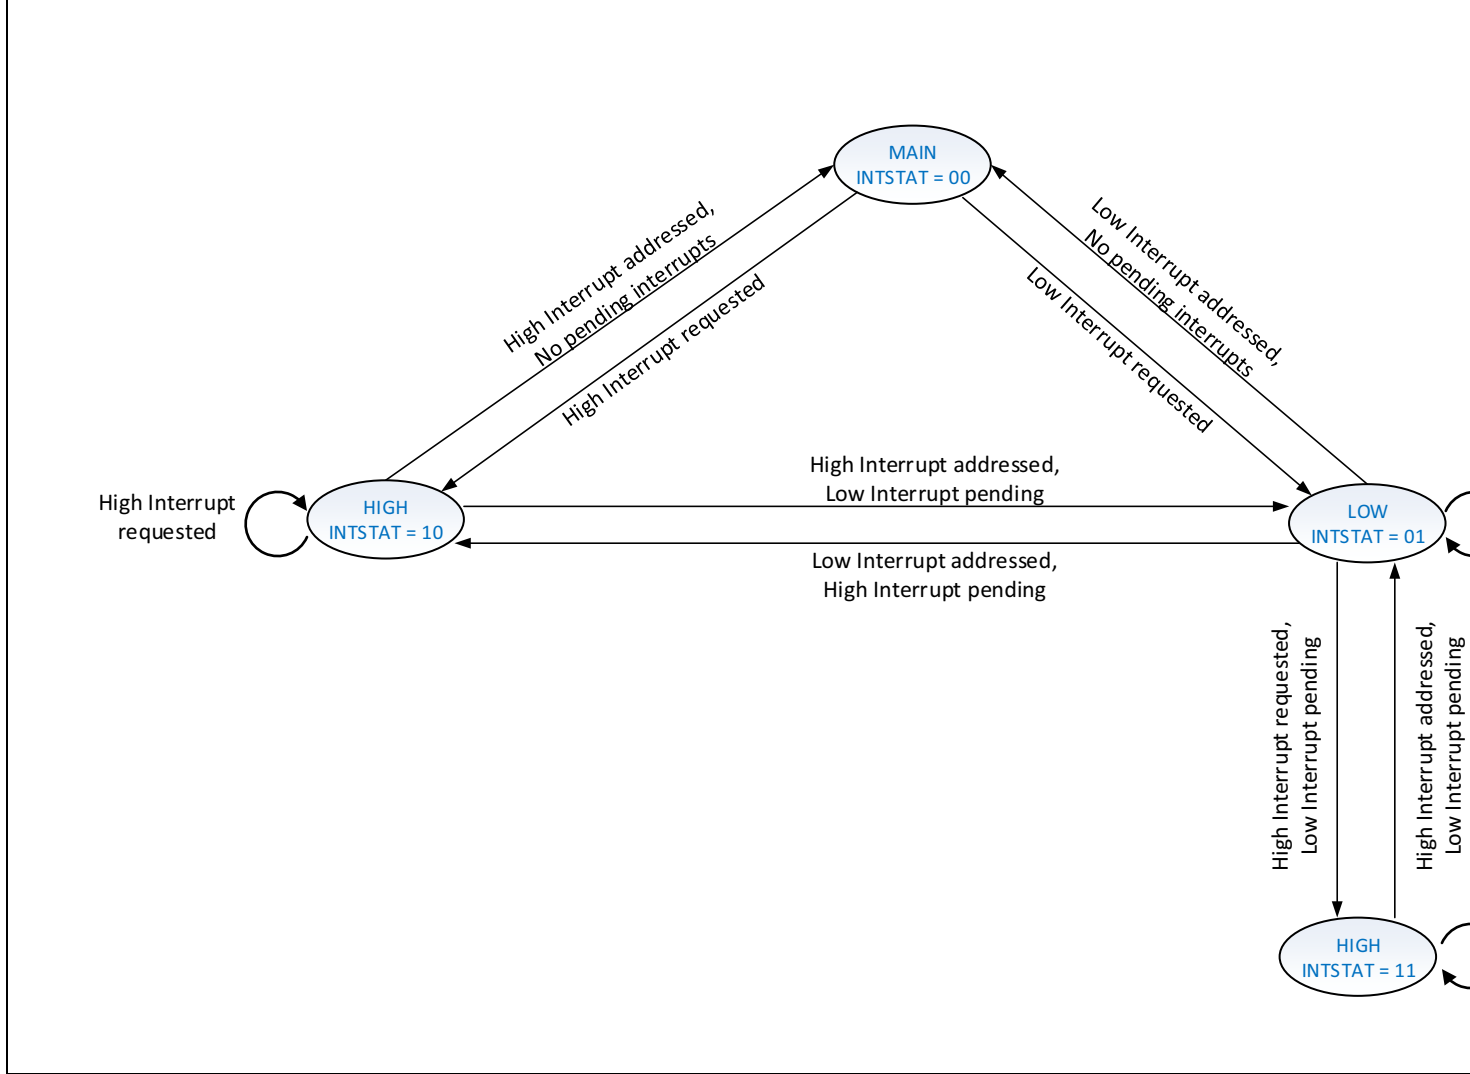 MAIN
INTSTAT = 00
High Interrupt addressed,
No pending interrupts
High Interrupt requested
Low Interrupt addressed,
No pending interrupts
Low Interrupt requested
High Interrupt addressed,
Low Interrupt pending
High Interrupt
requested
HIGH
INTSTAT = 10
LOW
INTSTAT = 01
Low Interrupt addressed,
High Interrupt pending
High Interrupt requested,
Low Interrupt pending
High Interrupt addressed,
Low Interrupt pending
HIGH
INTSTAT = 11